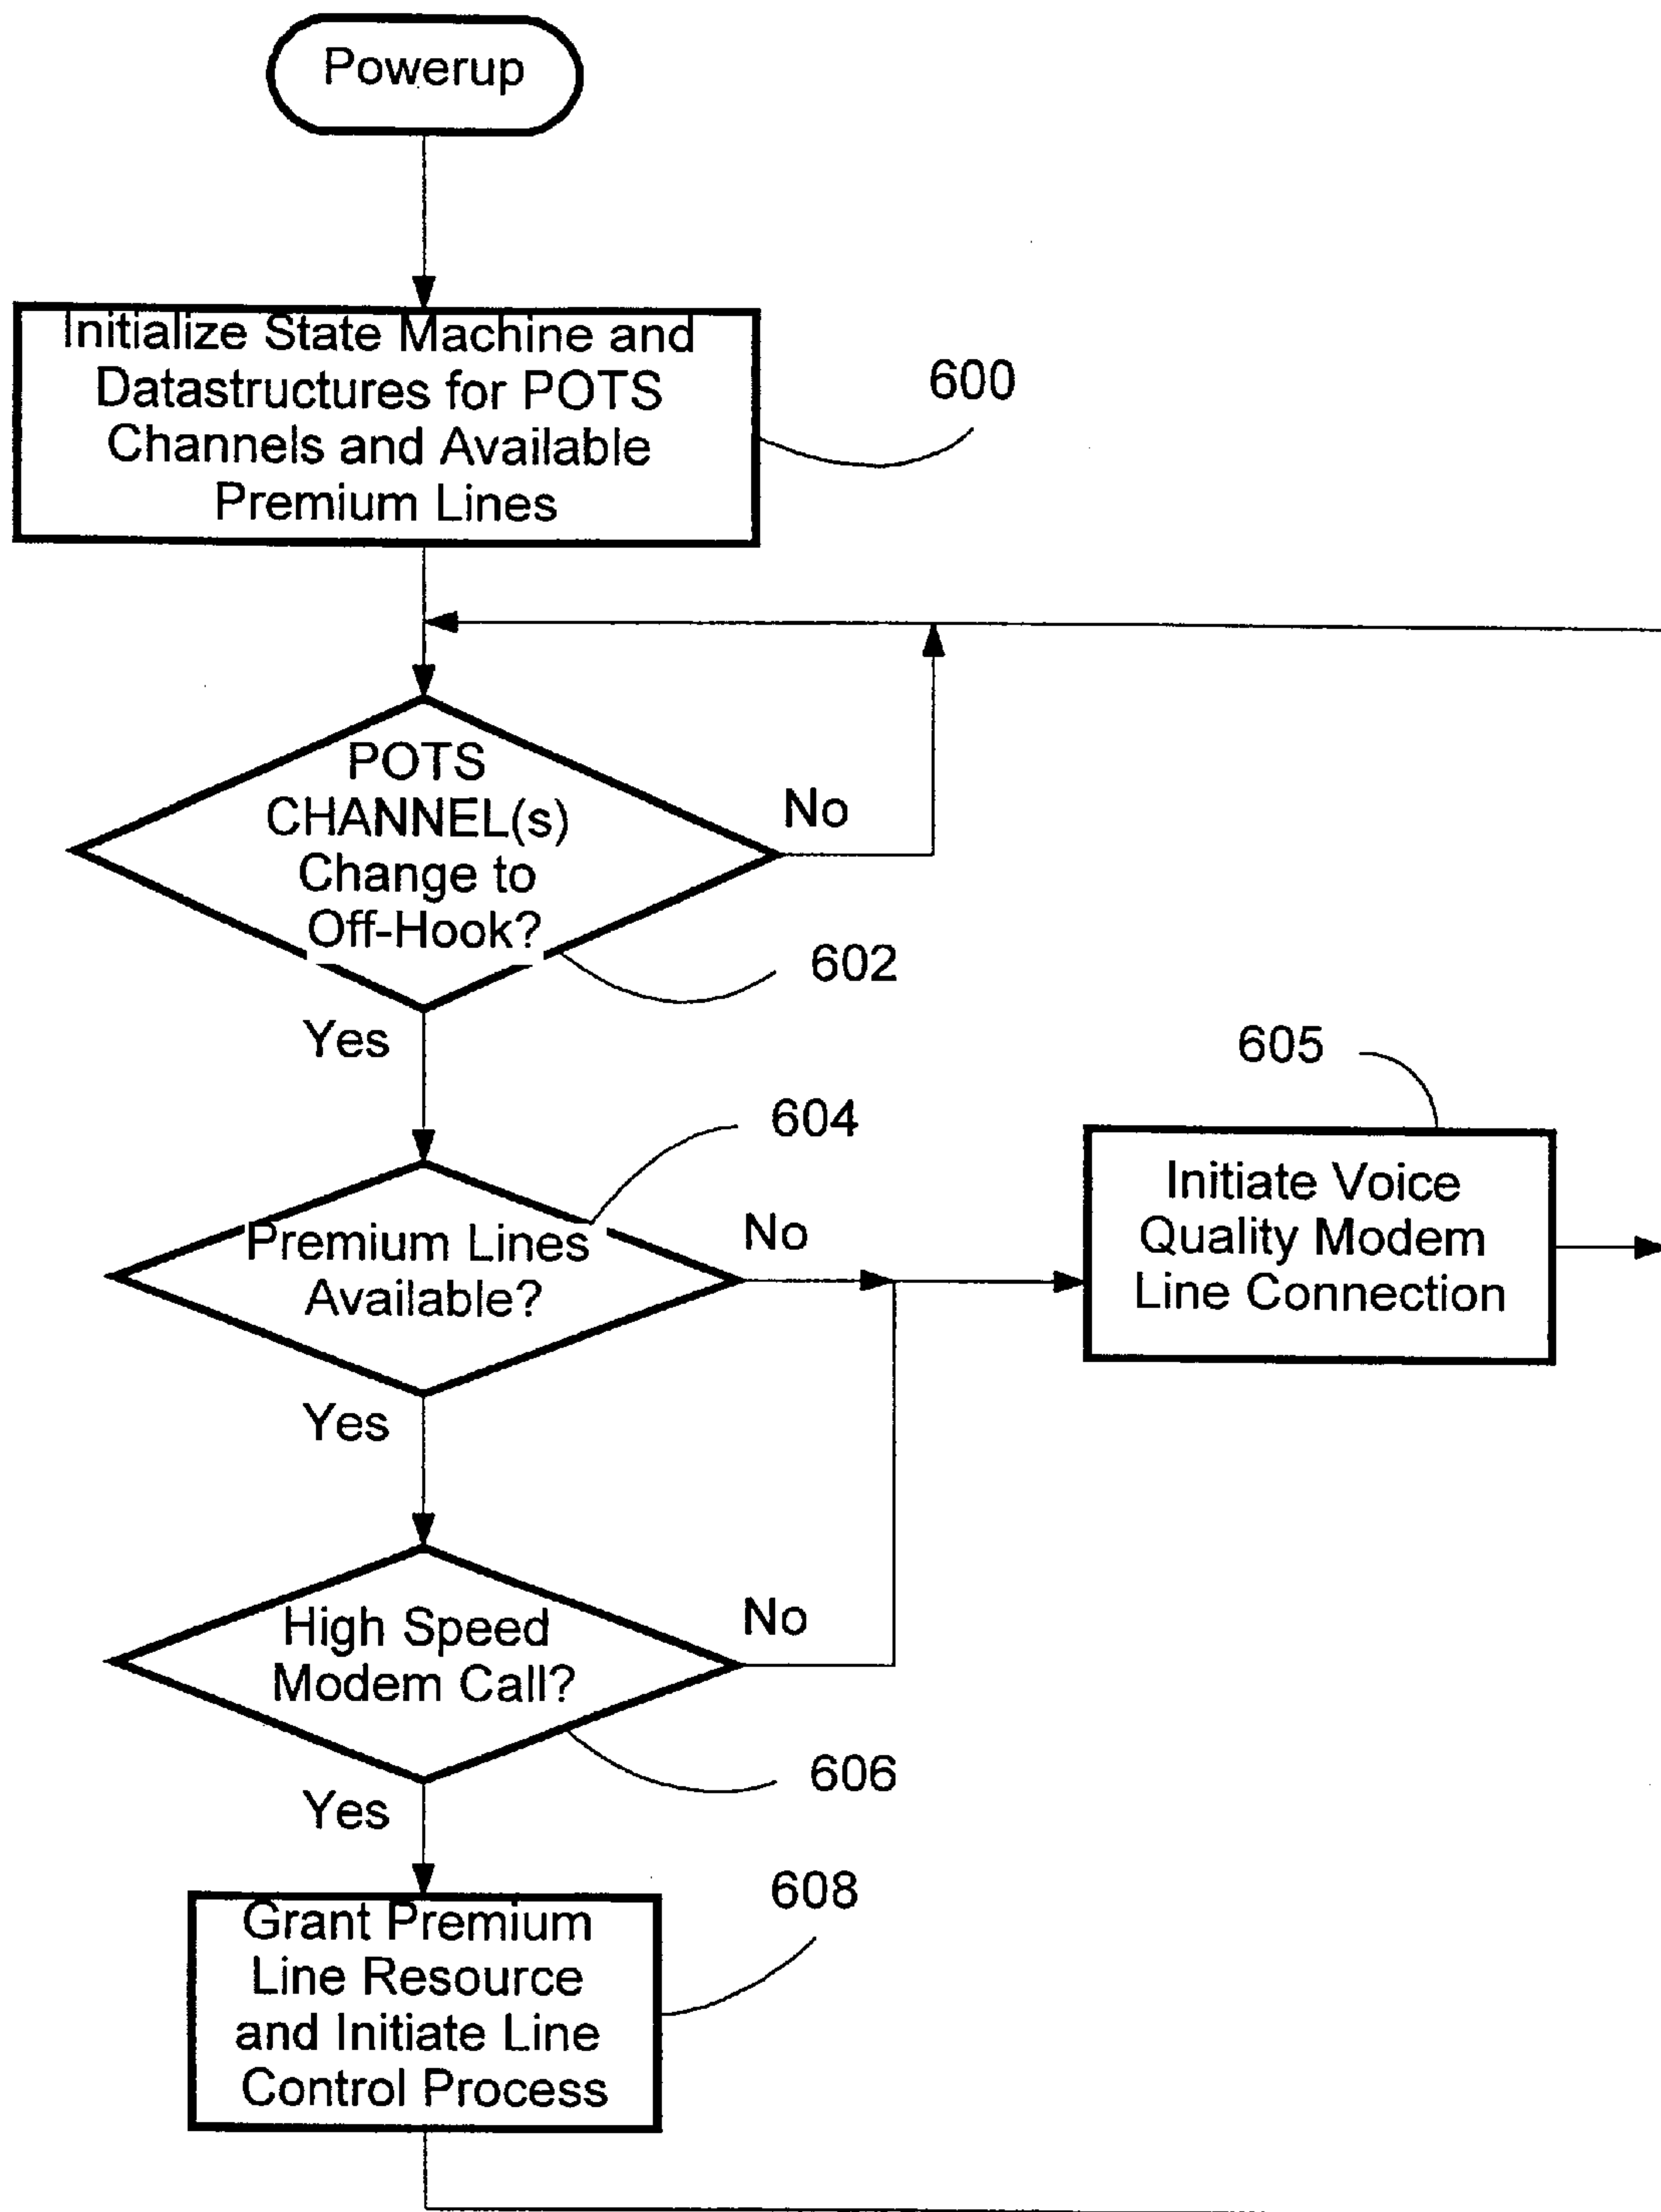 Powerup
Initialize State Machine and
Datastructures for POTS
Channels and Available
Premium Lines
600
POTS
CHANNEL(s)
Change to
Off-Hook?
No
602
Yes
604
605
Premium Lines
Available?
No
Initiate Voice
Quality Modem
Line Connection
Yes
High Speed
Modem Call?
No
606
Yes
608
Grant Premium
Line Resource
and Initiate Line
Control Process